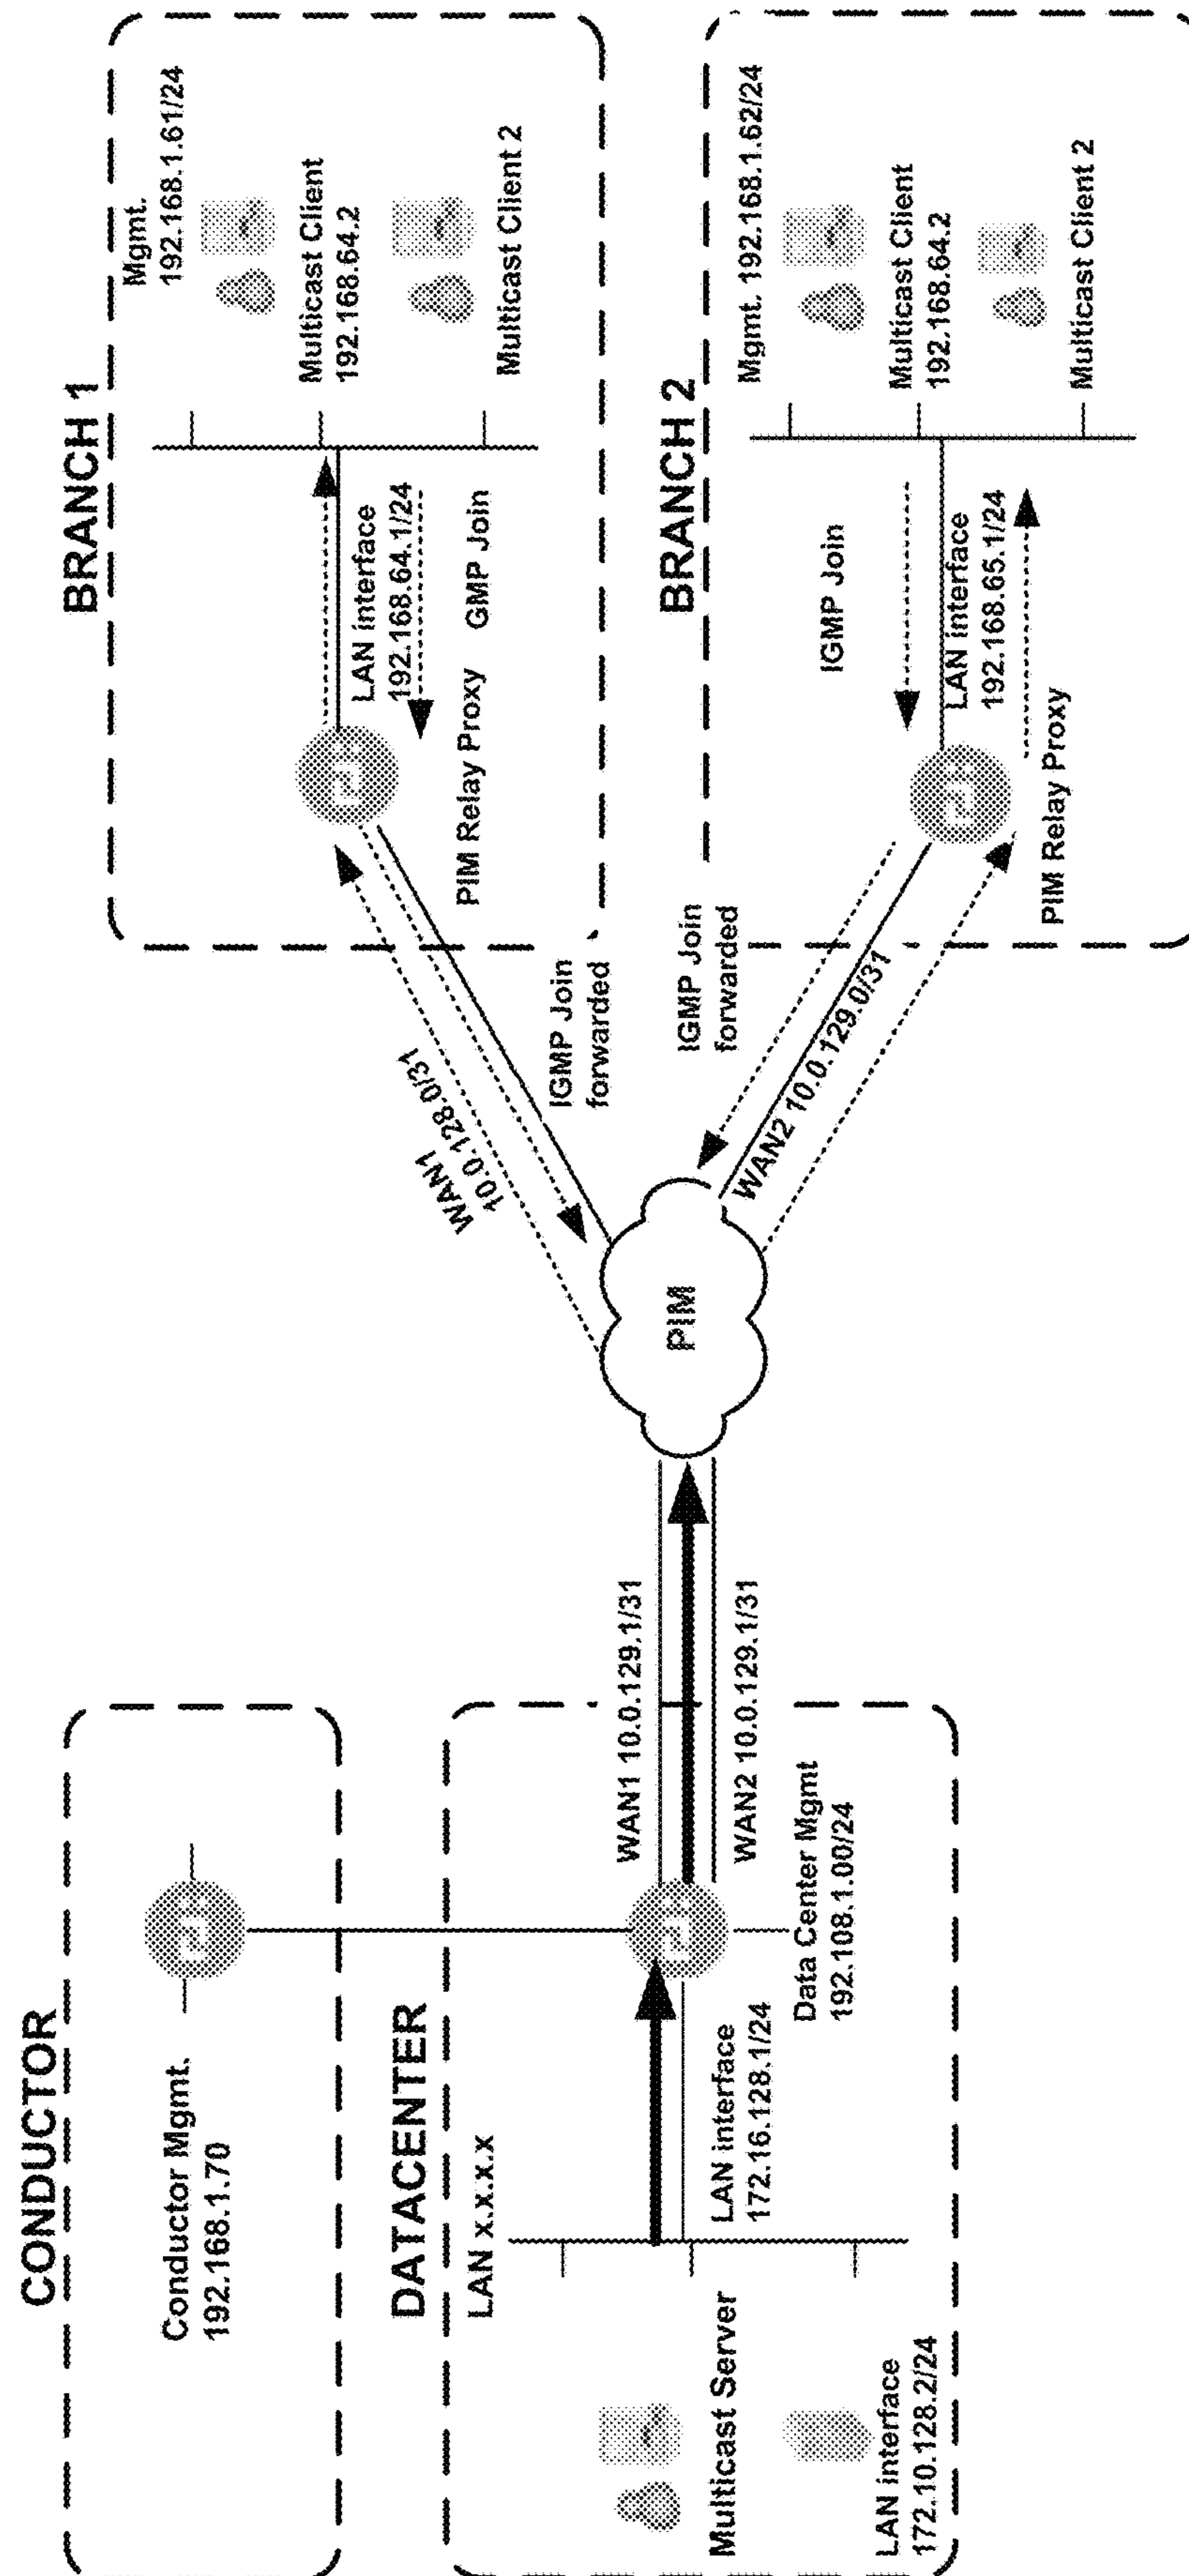 CONDUCTOR
Conductor Mgmt.
192.168.1.70
DATACENTER
LAN x.x.x.x
Multicast Server
LAN interface
172.10.128.2/24
LAN interface
172.16.128.1/24
Data Center Mgmt
192.108.1.00/24
WAN1 10.0.129.1/31
WAN2 10.0.129.1/31
PIM
WAN1
10.0.128.0/31
IGMP Join
forwarded
IGMP Join
forwarded
WAN2 10.0.129.0/31
BRANCH 1
Mgmt.
192.168.1.61/24
Multicast Client
192.168.64.2
Multicast Client 2
LAN interface
192.168.64.1/24
PIM Relay Proxy
GMP Join
BRANCH 2
Mgmt. 192.168.1.62/24
Multicast Client
192.168.64.2
Multicast Client 2
IGMP Join
LAN interface
192.168.65.1/24
PIM Relay Proxy